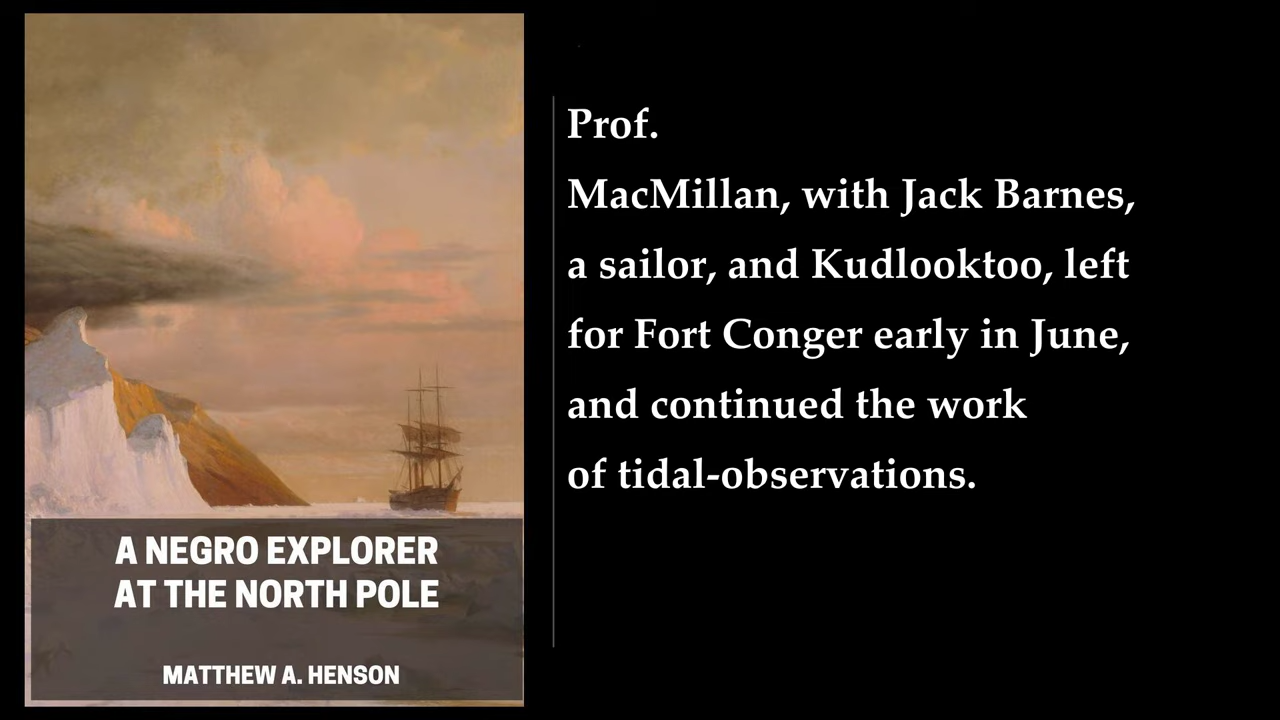 A NEGRO EXPLORER
AT THE NORTH POLE
MATTHEW A. HENSON
Prof.
MacMillan, with Jack Barnes,
a sailor, and Kudlooktoo, left
for Fort Conger early in June,
and continued the work
of tidal-observations.